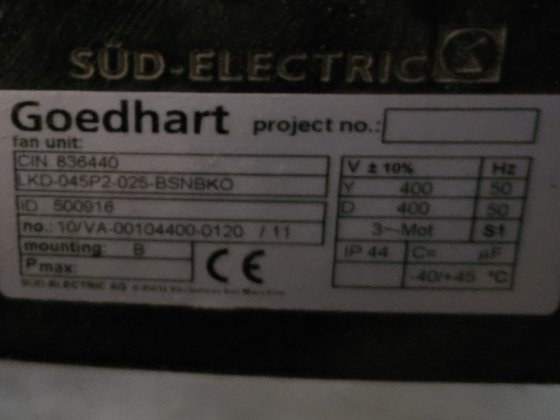 SÜD-ELECTRIC
Goedhart project no.:
fan unit:
CIN 836440
LKD-045P2-025-BSNBKO
ID: 500918
no.: 10/VA-00104400-0120 / 11
mounting: B
Pmax:
CE
V ± 10% Hz
Y 400 50
D 400 50
3~Mot S1
IP 44 C= µF
-40/+45 °C
SÜD-ELECTRIC AG